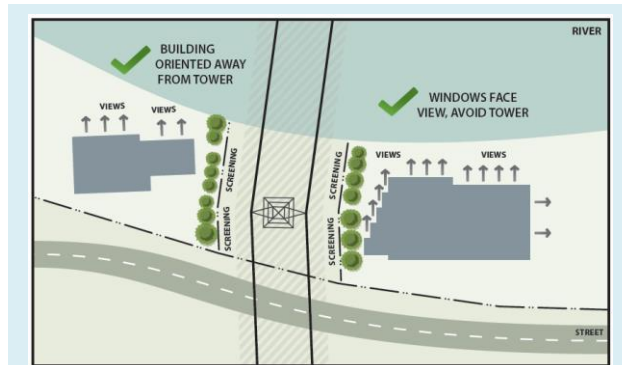 RIVER
BUILDING
ORIENTED AWAY
FROM TOWER
WINDOWS FACE
VIEW, AVOID TOWER
VIEWS
VIEWS
VIEWS
VIEWS
SCREENING
SCREENING
SCREENING
SCREENING
STREET